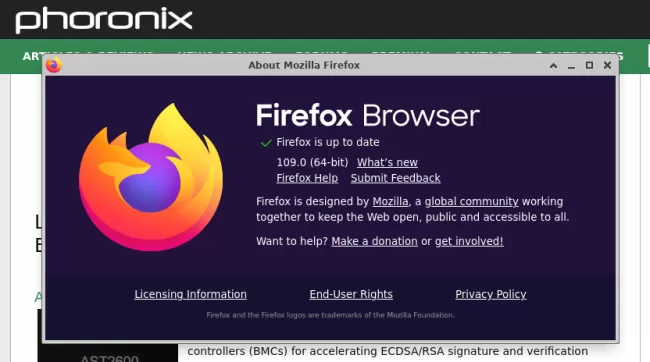 phoronix
About Mozilla Firefox
Firefox Browser
Firefox is up to date
109.0 (64-bit) What's new
Firefox Help Submit Feedback
Firefox is designed by Mozilla, a global community working
together to keep the Web open, public and accessible to all.
Want to help? Make a donation or get involved!
Licensing Information End-User Rights Privacy Policy
Firefox and the Firefox logos are trademarks of the Mozilla Foundation.
AST2600
controllers (BMCs) for accelerating ECDSA/RSA signature and verification